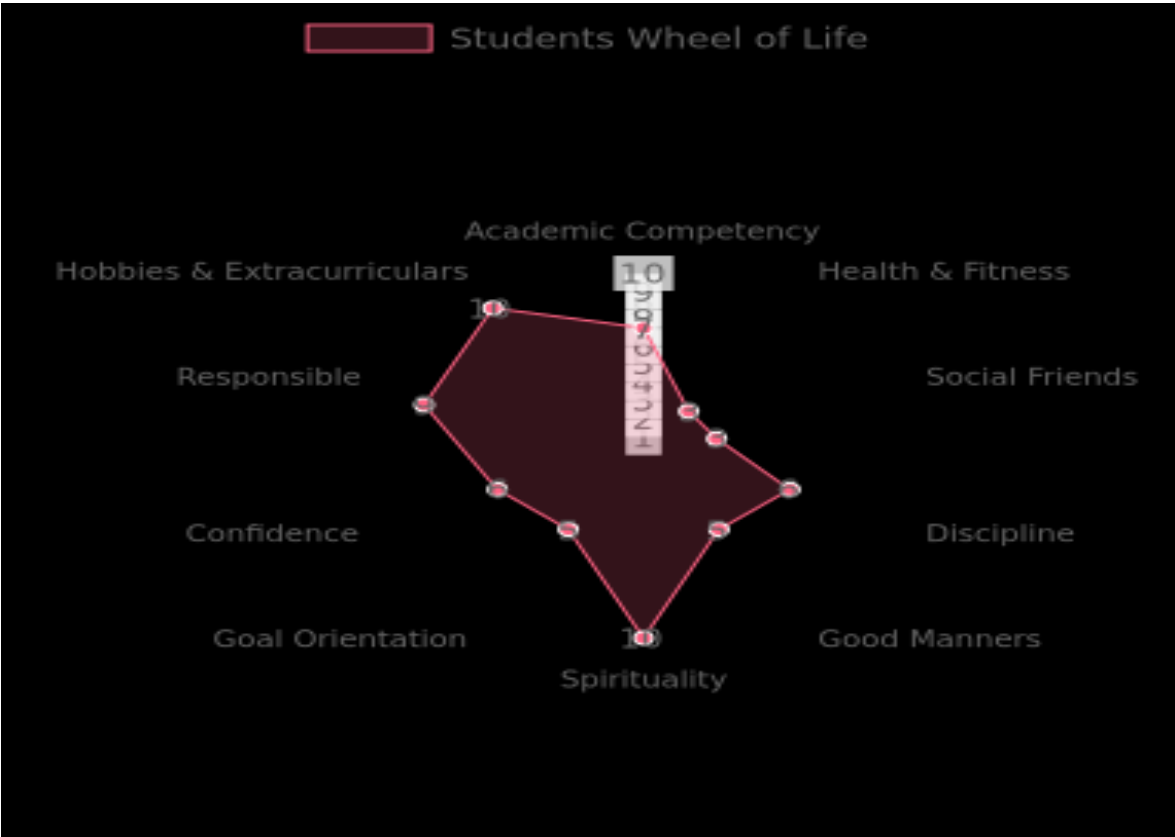 Students Wheel of Life
Academic Competency
Hobbies & Extracurriculars
10
Health & Fitness
Responsible
Social Friends
Confidence
Discipline
Goal Orientation
10
Good Manners
Spirituality